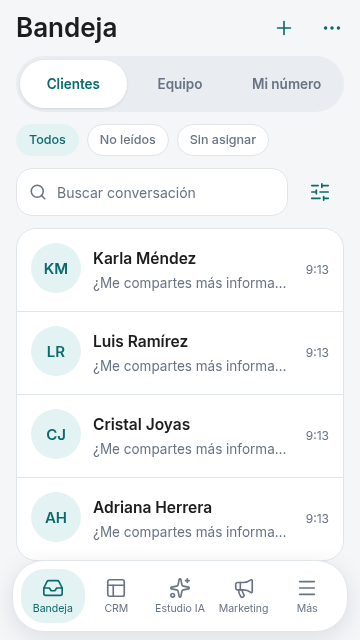 Bandeja
Clientes Equipo Mi número
Todos No leídos Sin asignar
Buscar conversación
KM Karla Méndez
¿Me compartes más informa... 9:13
LR Luis Ramírez
¿Me compartes más informa... 9:13
CJ Cristal Joyas
¿Me compartes más informa... 9:13
AH Adriana Herrera
¿Me compartes más informa... 9:13
Bandeja CRM Estudio IA Marketing Más